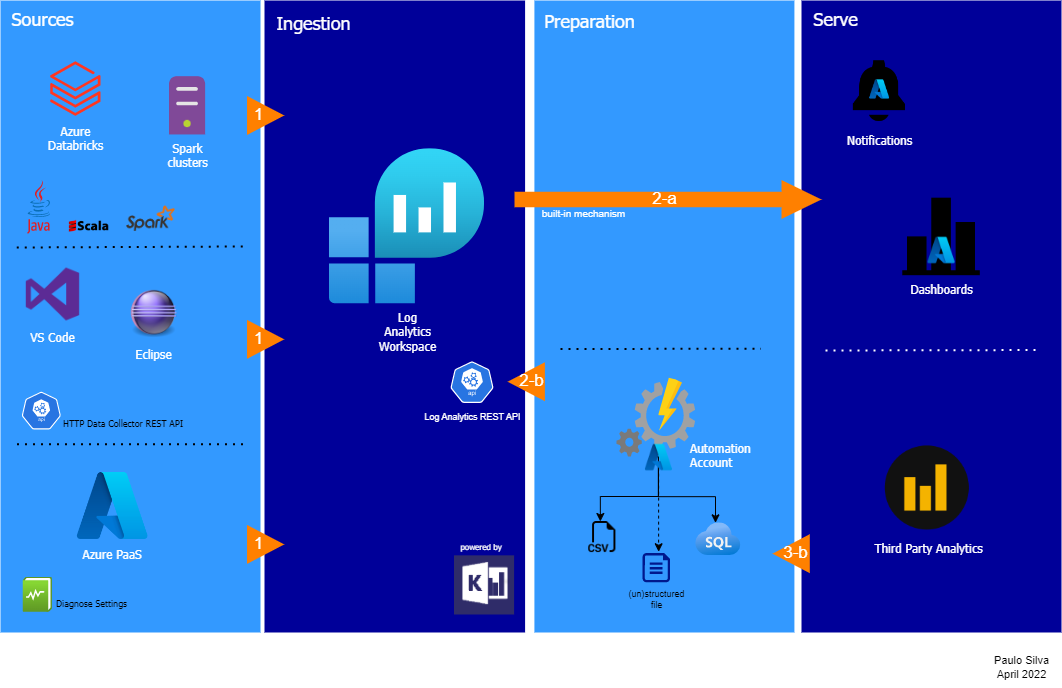 Sources
Azure
Databricks
Spark
clusters
Java
Scala
Spark
VS Code
Eclipse
api
HTTP Data Collector REST API
Azure PaaS
Diagnose Settings
1
1
1
Ingestion
Log
Analytics
Workspace
api
Log Analytics REST API
powered by
K
Preparation
2-a
built-in mechanism
2-b
Automation
Account
CSV
SQL
(un)structured
file
3-b
Serve
Notifications
Dashboards
Third Party Analytics
Paulo Silva
April 2022